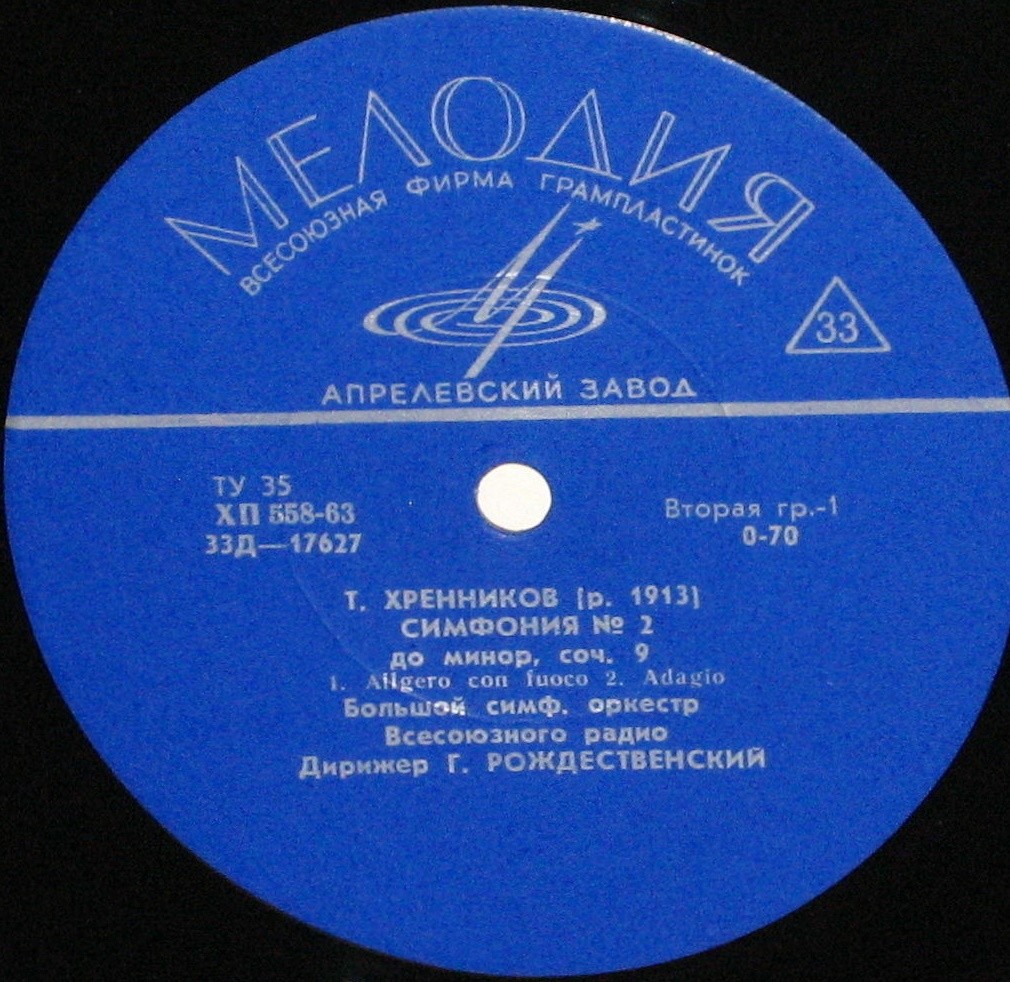 МЕЛОДИЯ
ВСЕСОЮЗНАЯ ФИРМА ГРАМПЛАСТИНОК
33
АПРЕЛЕВСКИЙ ЗАВОД
ТУ 35
ХП 558-63
33Д—17627
Вторая гр.-1
0-70
Т. ХРЕННИКОВ (р. 1913)
СИМФОНИЯ № 2
до минор, соч. 9
1. Allgero con fuoco 2. Adagio
Большой симф. оркестр
Всесоюзного радио
Дирижер Г. РОЖДЕСТВЕНСКИЙ